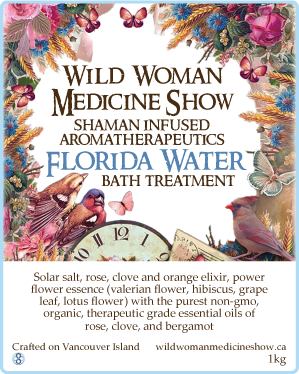 WILD WOMAN
MEDICINE SHOW
SHAMAN INFUSED
AROMATHERAPEUTICS
FLORIDA WATER
BATH TREATMENT
Solar salt, rose, clove and orange elixir, power
flower essence (valerian flower, hibiscus, grape
leaf, lotus flower) with the purest non-gmo,
organic, therapeutic grade essential oils of
rose, clove, and bergamot
Crafted on Vancouver Island wildwomanmedicineshow.ca
1kg